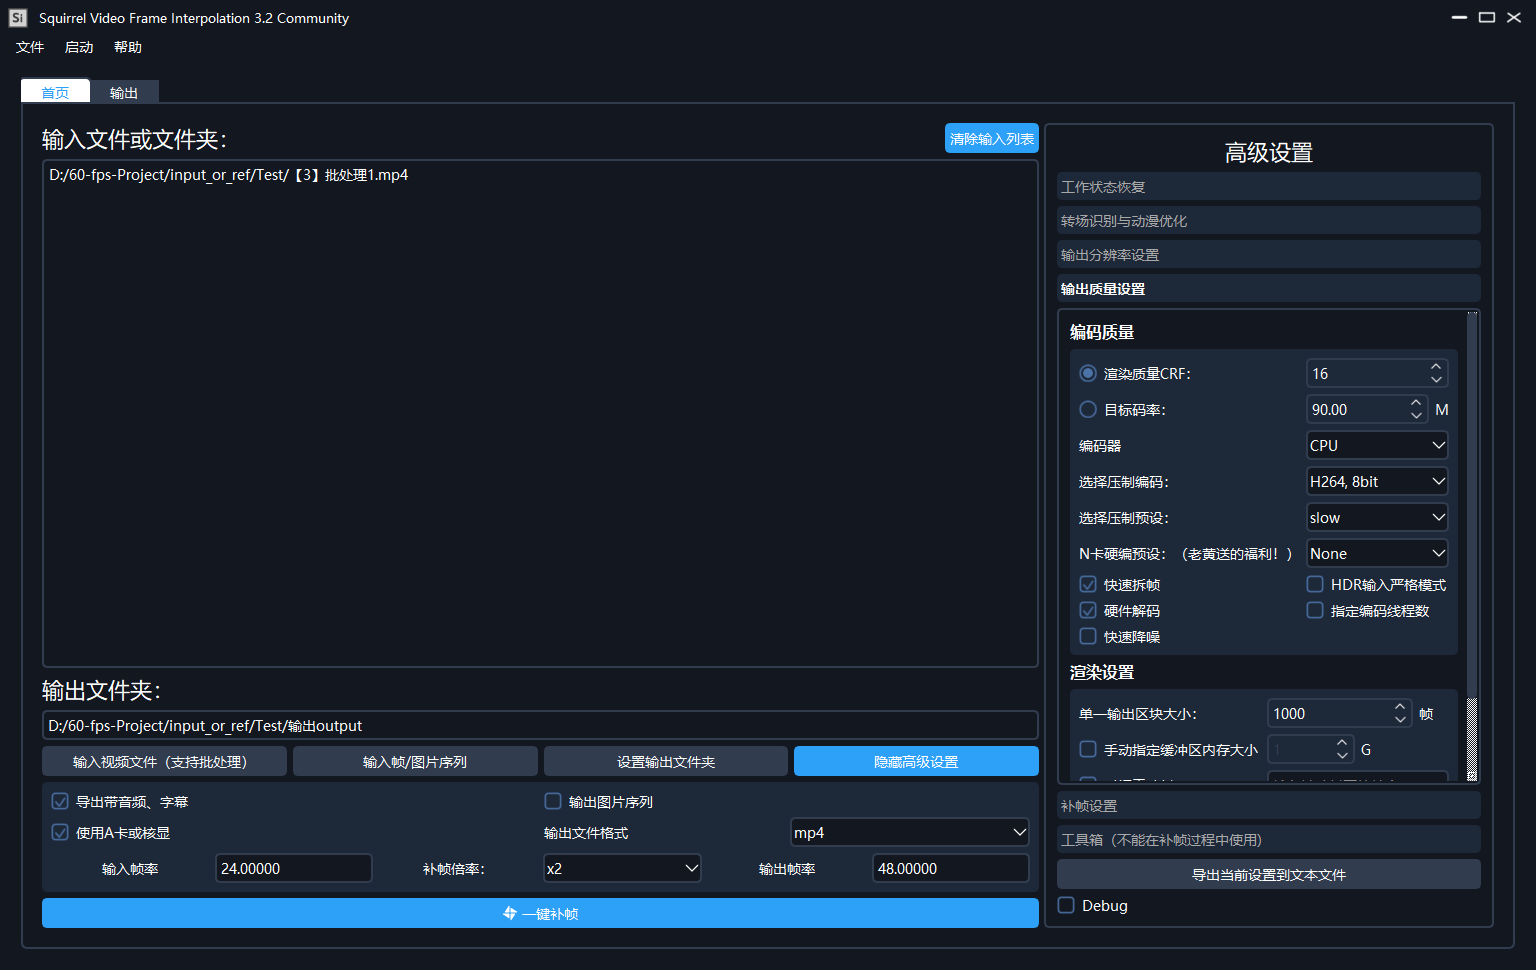 Si Squirrel Video Frame Interpolation 3.2 Community
文件 启动 帮助
首页 输出
输入文件或文件夹：
清除输入列表
D:/60-fps-Project/input_or_ref/Test/【3】批处理1.mp4
输出文件夹：
D:/60-fps-Project/input_or_ref/Test/输出output
输入视频文件（支持批处理） 输入帧/图片序列 设置输出文件夹 隐藏高级设置
导出带音频、字幕 输出图片序列
使用A卡或核显 输出文件格式 mp4
输入帧率 24.00000 补帧倍率： x2 输出帧率 48.00000
一键补帧
高级设置
工作状态恢复
转场识别与动漫优化
输出分辨率设置
输出质量设置
编码质量
渲染质量CRF： 16
目标码率： 90.00 M
编码器 CPU
选择压制编码： H264, 8bit
选择压制预设： slow
N卡硬编预设：（老黄送的福利！） None
快速拆帧 HDR输入严格模式
硬件解码 指定编码线程数
快速降噪
渲染设置
单一输出区块大小： 1000 帧
手动指定缓冲区内存大小 1 G
补帧设置
工具箱（不能在补帧过程中使用）
导出当前设置到文本文件
Debug